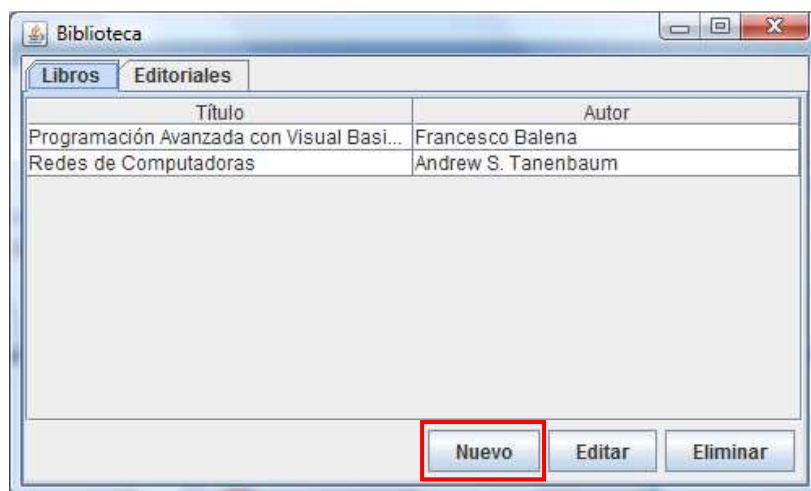 Biblioteca
Libros Editoriales
Título Autor
Programación Avanzada con Visual Basi... Francesco Balena
Redes de Computadoras Andrew S. Tanenbaum
Nuevo Editar Eliminar